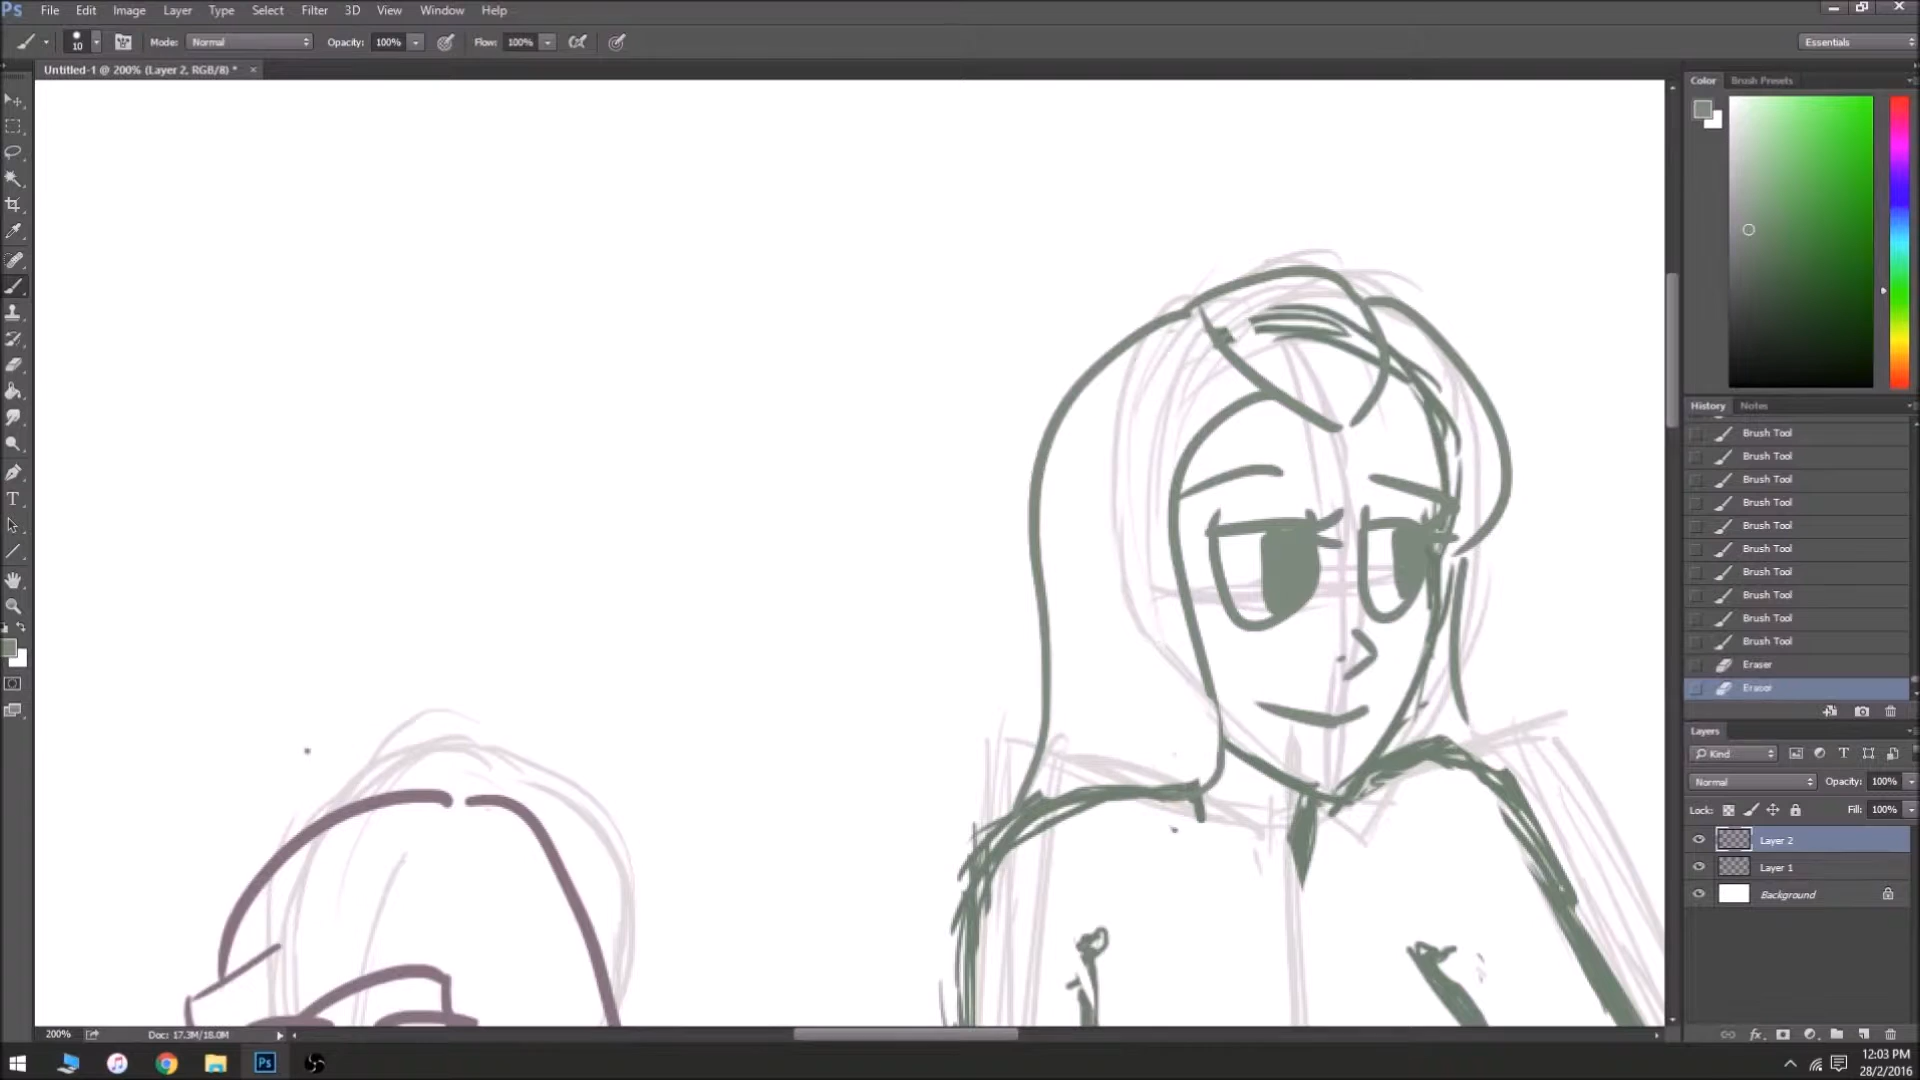 Ps File Edit Image Layer Type Select Filter 3D View Window Help
10 Mode: Normal Opacity: 100% Flow: 100% Essentials
Untitled-1 @ 200% (Layer 2, RGB/8) * ×
Color Brush Presets
History Notes
Brush Tool
Brush Tool
Brush Tool
Brush Tool
Brush Tool
Brush Tool
Brush Tool
Brush Tool
Brush Tool
Brush Tool
Eraser
Eraser
Layers
Kind T
Normal Opacity: 100%
Lock: Fill: 100%
Layer 2
Layer 1
Background
200% Doc: 17.3M/18.0M fx
Ps 12:03 PM
28/2/2016